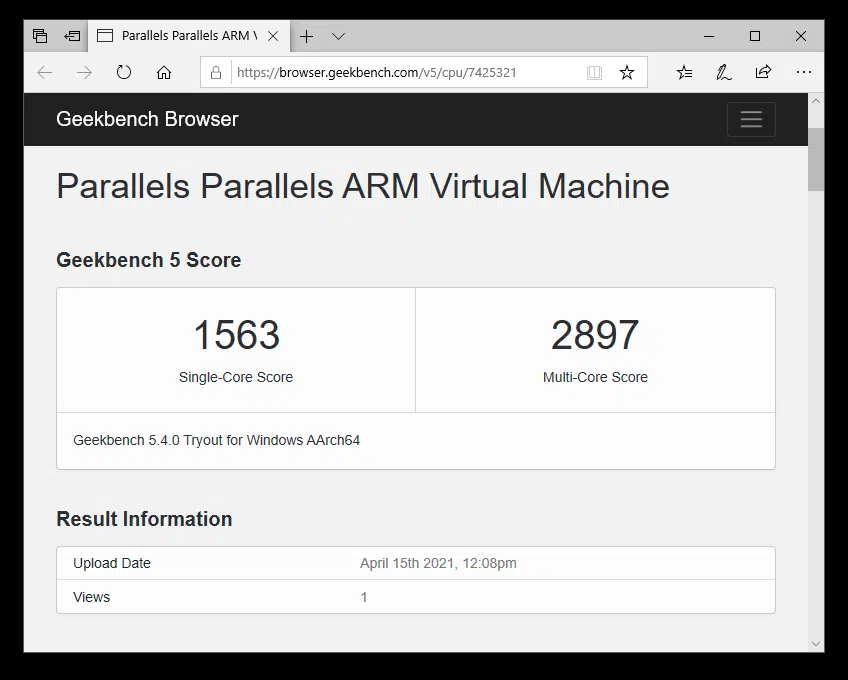 Parallels Parallels ARM V
https://browser.geekbench.com/v5/cpu/7425321
Geekbench Browser
Parallels Parallels ARM Virtual Machine
Geekbench 5 Score
1563 2897
Single-Core Score Multi-Core Score
Geekbench 5.4.0 Tryout for Windows AArch64
Result Information
Upload Date April 15th 2021, 12:08pm
Views 1